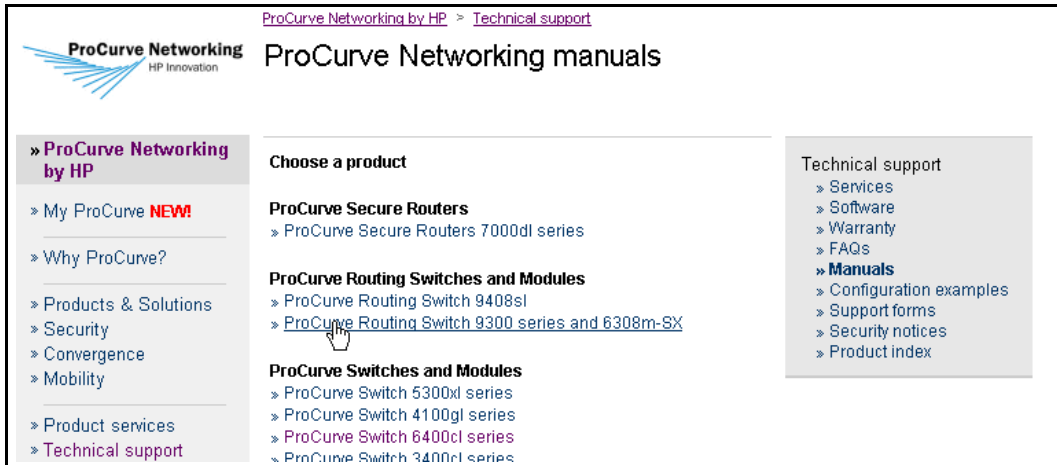 ProCurve Networking by HP > Technical support
ProCurve Networking
HP Innovation
ProCurve Networking manuals
» ProCurve Networking
by HP
» My ProCurve NEW!
» Why ProCurve?
» Products & Solutions
» Security
» Convergence
» Mobility
» Product services
» Technical support
Choose a product
ProCurve Secure Routers
» ProCurve Secure Routers 7000dl series
ProCurve Routing Switches and Modules
» ProCurve Routing Switch 9408sl
» ProCurve Routing Switch 9300 series and 6308m-SX
ProCurve Switches and Modules
» ProCurve Switch 5300xl series
» ProCurve Switch 4100gl series
» ProCurve Switch 6400cl series
» ProCurve Switch 3400cl series
Technical support
» Services
» Software
» Warranty
» FAQs
» Manuals
» Configuration examples
» Support forms
» Security notices
» Product index